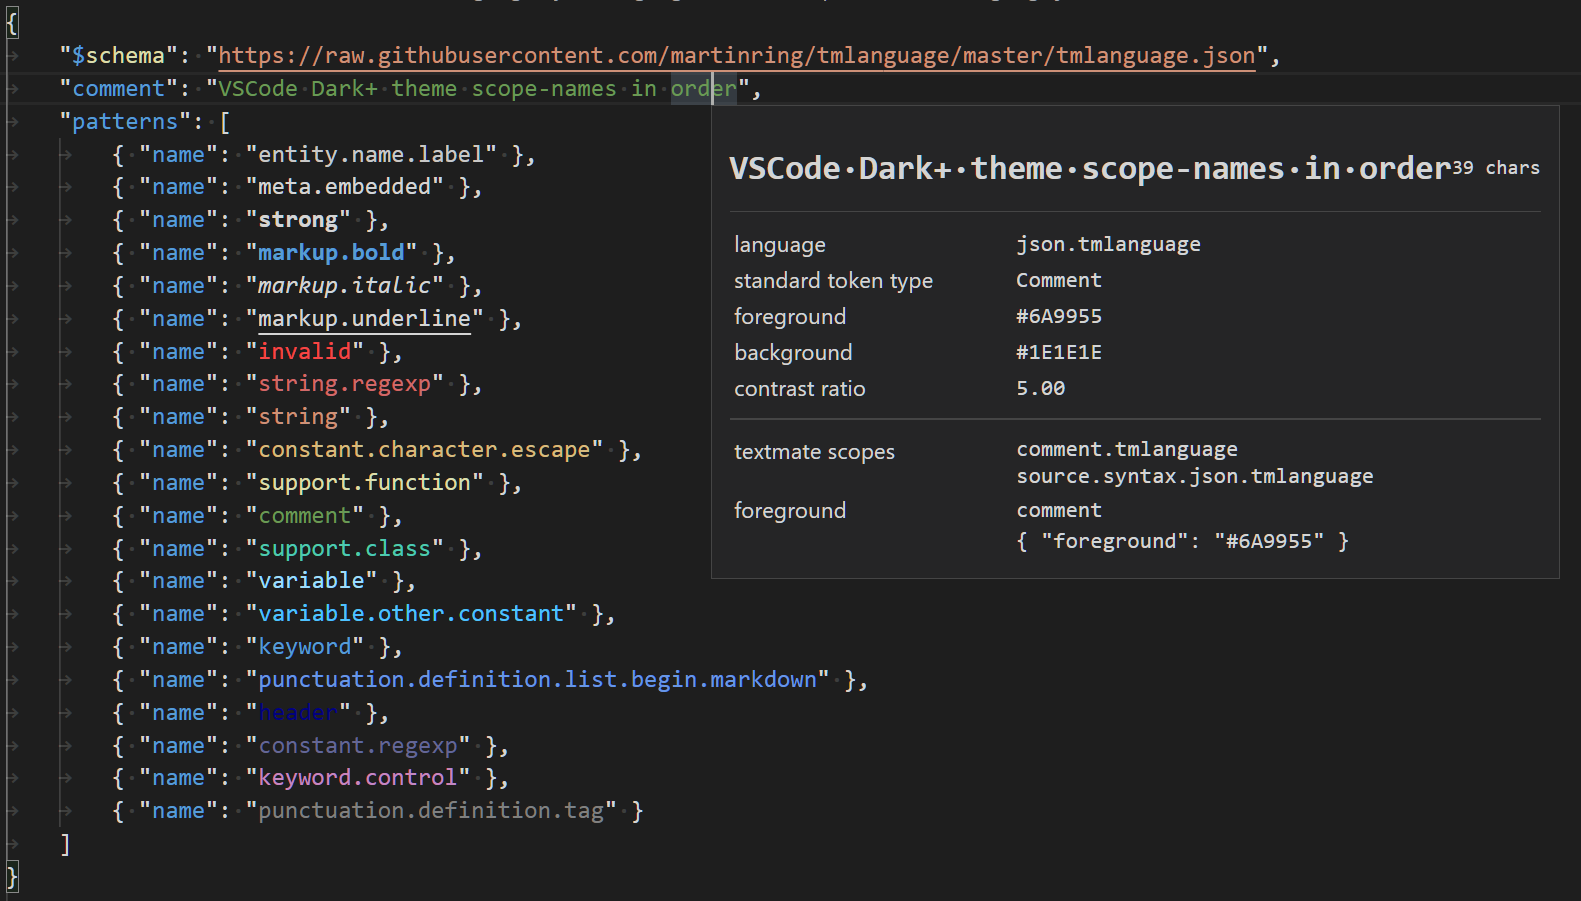 {
"$schema": "https://raw.githubusercontent.com/martinring/tmlanguage/master/tmlanguage.json",
"comment": "VSCode Dark+ theme scope-names in order",
"patterns": [
{ "name": "entity.name.label" },
{ "name": "meta.embedded" },
{ "name": "strong" },
{ "name": "markup.bold" },
{ "name": "markup.italic" },
{ "name": "markup.underline" },
{ "name": "invalid" },
{ "name": "string.regexp" },
{ "name": "string" },
{ "name": "constant.character.escape" },
{ "name": "support.function" },
{ "name": "comment" },
{ "name": "support.class" },
{ "name": "variable" },
{ "name": "variable.other.constant" },
{ "name": "keyword" },
{ "name": "punctuation.definition.list.begin.markdown" },
{ "name": "header" },
{ "name": "constant.regexp" },
{ "name": "keyword.control" },
{ "name": "punctuation.definition.tag" }
]
}
VSCode·Dark+·theme·scope-names·in·order 39 chars
language json.tmlanguage
standard token type Comment
foreground #6A9955
background #1E1E1E
contrast ratio 5.00
textmate scopes comment.tmlanguage
source.syntax.json.tmlanguage
foreground comment
{ "foreground": "#6A9955" }